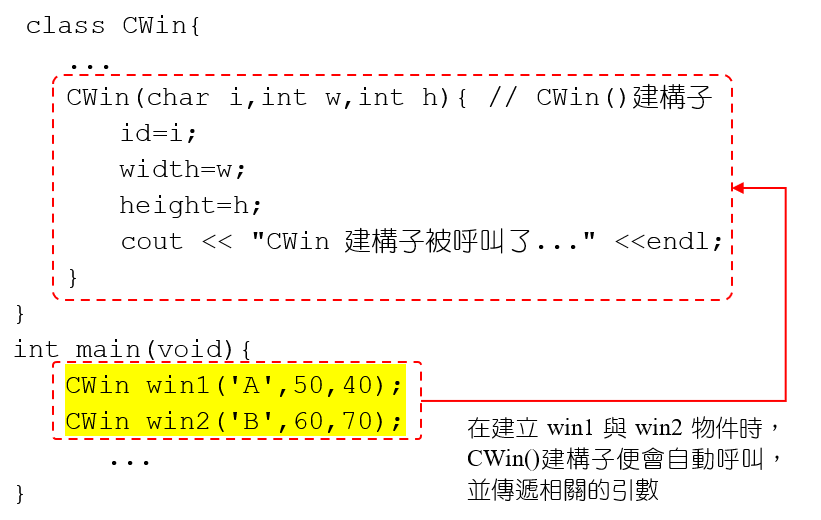 class CWin{
...
CWin(char i,int w,int h){ // CWin()建構子
id=i;
width=w;
height=h;
cout << "CWin 建構子被呼叫了..." <<endl;
}
}
int main(void){
CWin win1('A',50,40);
CWin win2('B',60,70);
...
}
在建立 win1 與 win2 物件時，
CWin()建構子便會自動呼叫，
並傳遞相關的引數